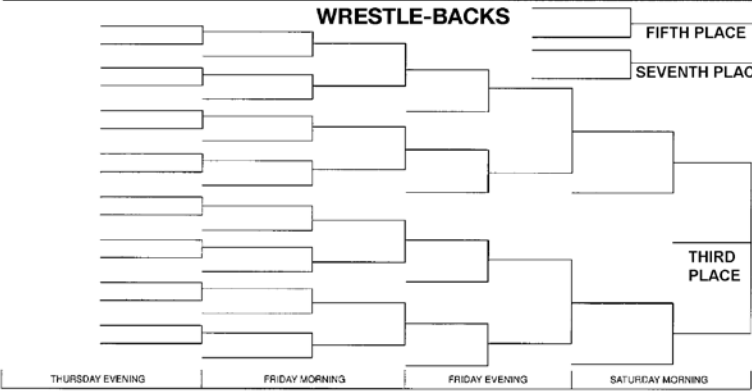 WRESTLE-BACKS
FIFTH PLACE
SEVENTH PLAC
THIRD
PLACE
THURSDAY EVENING
FRIDAY MORNING
FRIDAY EVENING
SATURDAY MORNING